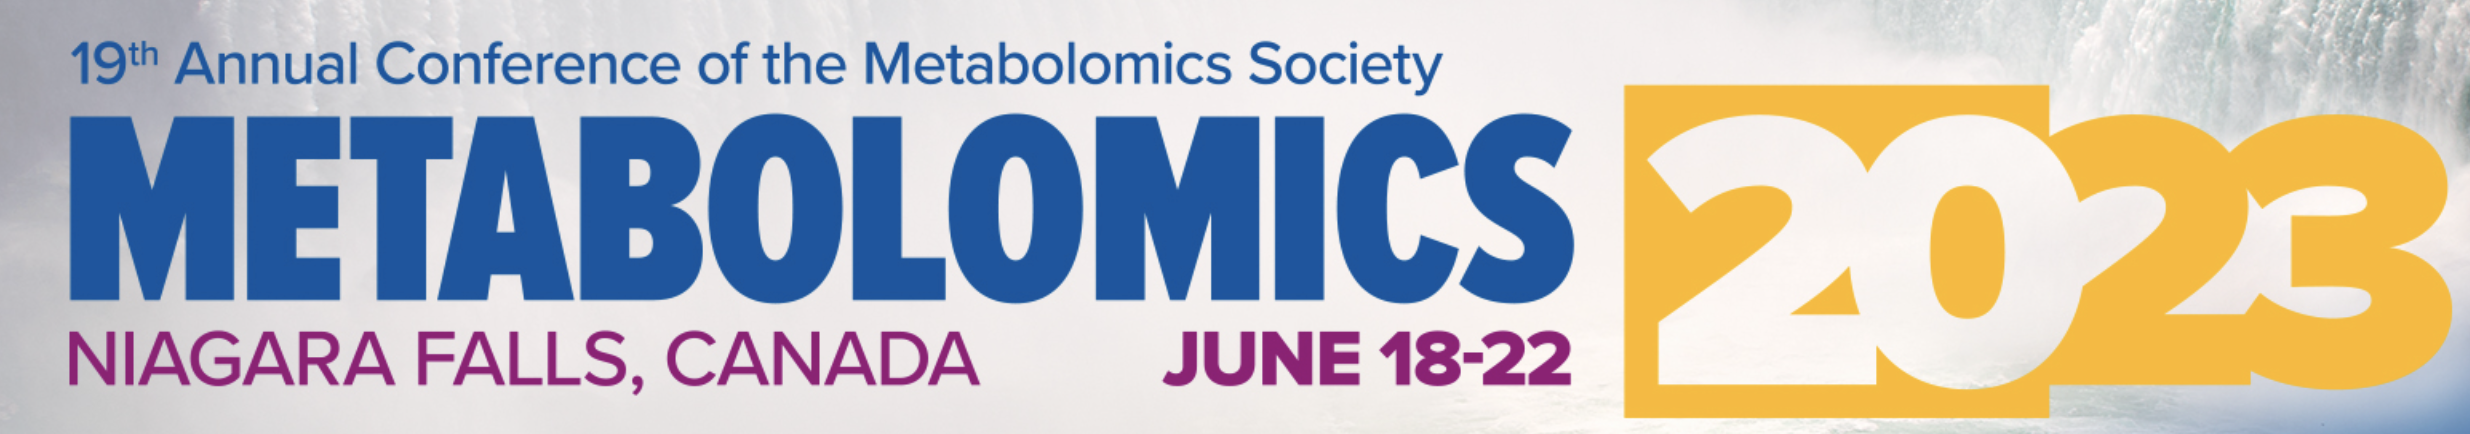 19th Annual Conference of the Metabolomics Society
METABOLOMICS 2023
NIAGARA FALLS, CANADA JUNE 18-22